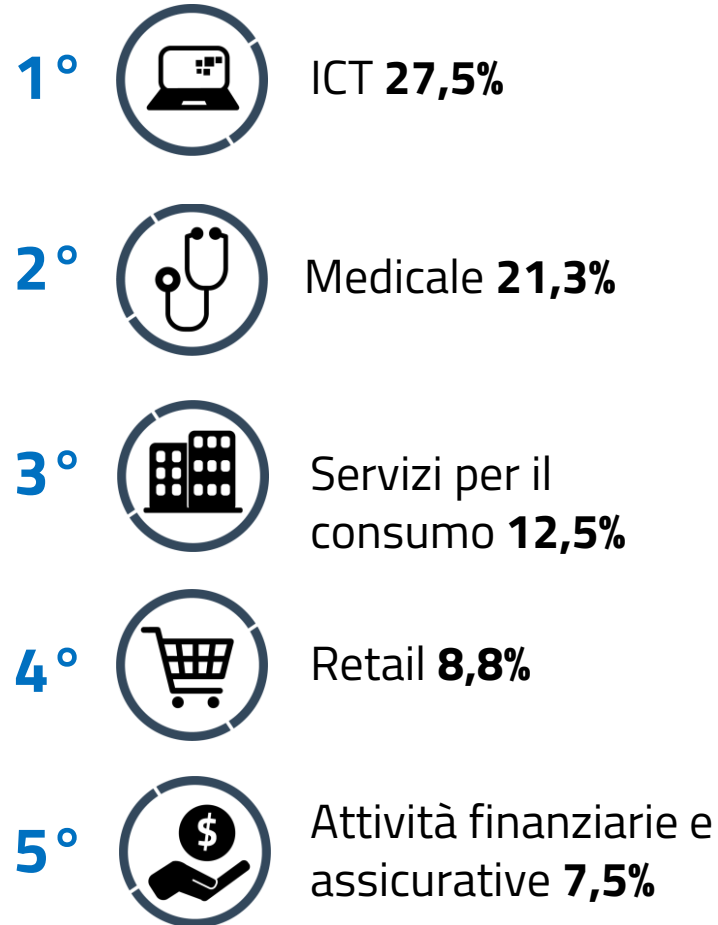 1°
ICT 27,5%
2°
Medicale 21,3%
3°
Servizi per il
consumo 12,5%
4°
Retail 8,8%
5°
$
Attività finanziarie e
assicurative 7,5%